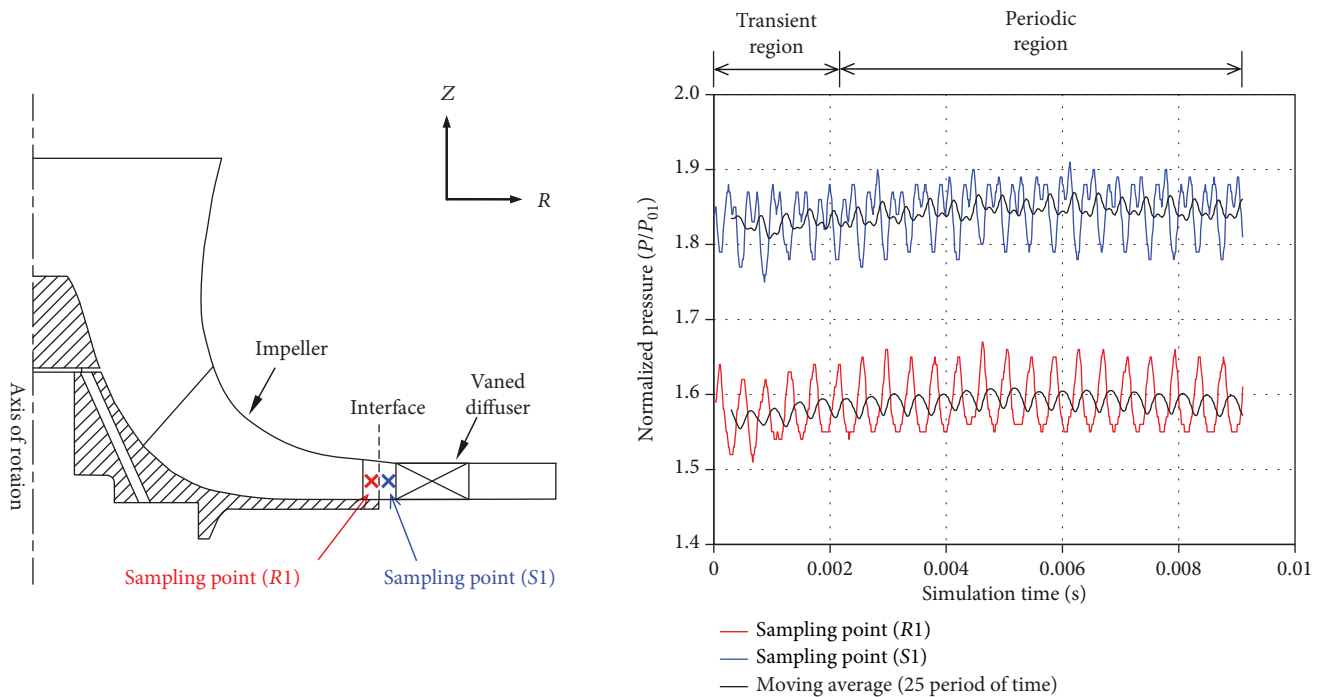 Z
R
Impeller
Vaned
diffuser
Interface
Axis of rotaton
Sampling point (R1)
Sampling point (S1)
Transient
region
Periodic
region
Normalized pressure (P/P01)
2.0
1.9
1.8
1.7
1.6
1.5
1.4
0
0.002
0.004
0.006
0.008
0.01
Simulation time (s)
Sampling point (R1)
Sampling point (S1)
Moving average (25 period of time)